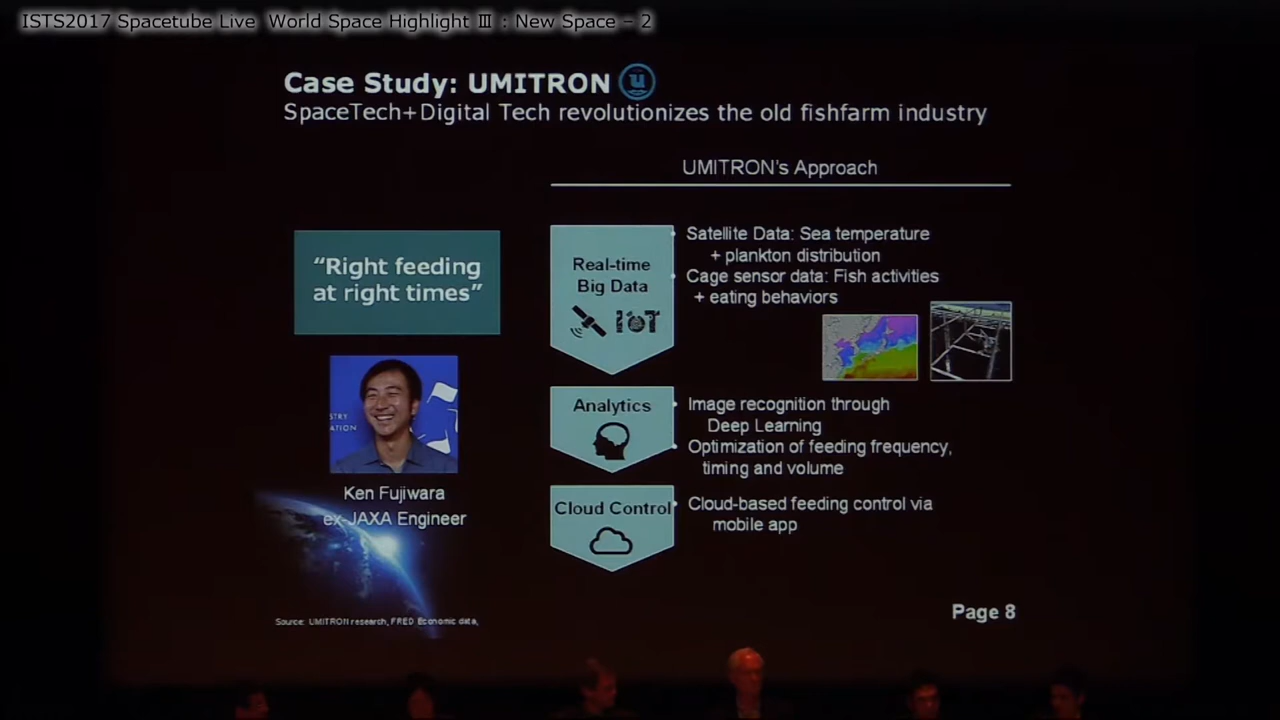 ISTS2017 Spacetube Live World Space Highlight Ⅲ : New Space – 2
Case Study: UMITRON
SpaceTech+Digital Tech revolutionizes the old fishfarm industry
UMITRON's Approach
“Right feeding
at right times”
STRY
ATION
Ken Fujiwara
ex-JAXA Engineer
Real-time
Big Data
IoT
Satellite Data: Sea temperature
+ plankton distribution
Cage sensor data: Fish activities
+ eating behaviors
Analytics
Image recognition through
Deep Learning
Optimization of feeding frequency,
timing and volume
Cloud Control
Cloud-based feeding control via
mobile app
Source: UMITRON research, FRED Economic data,
Page 8